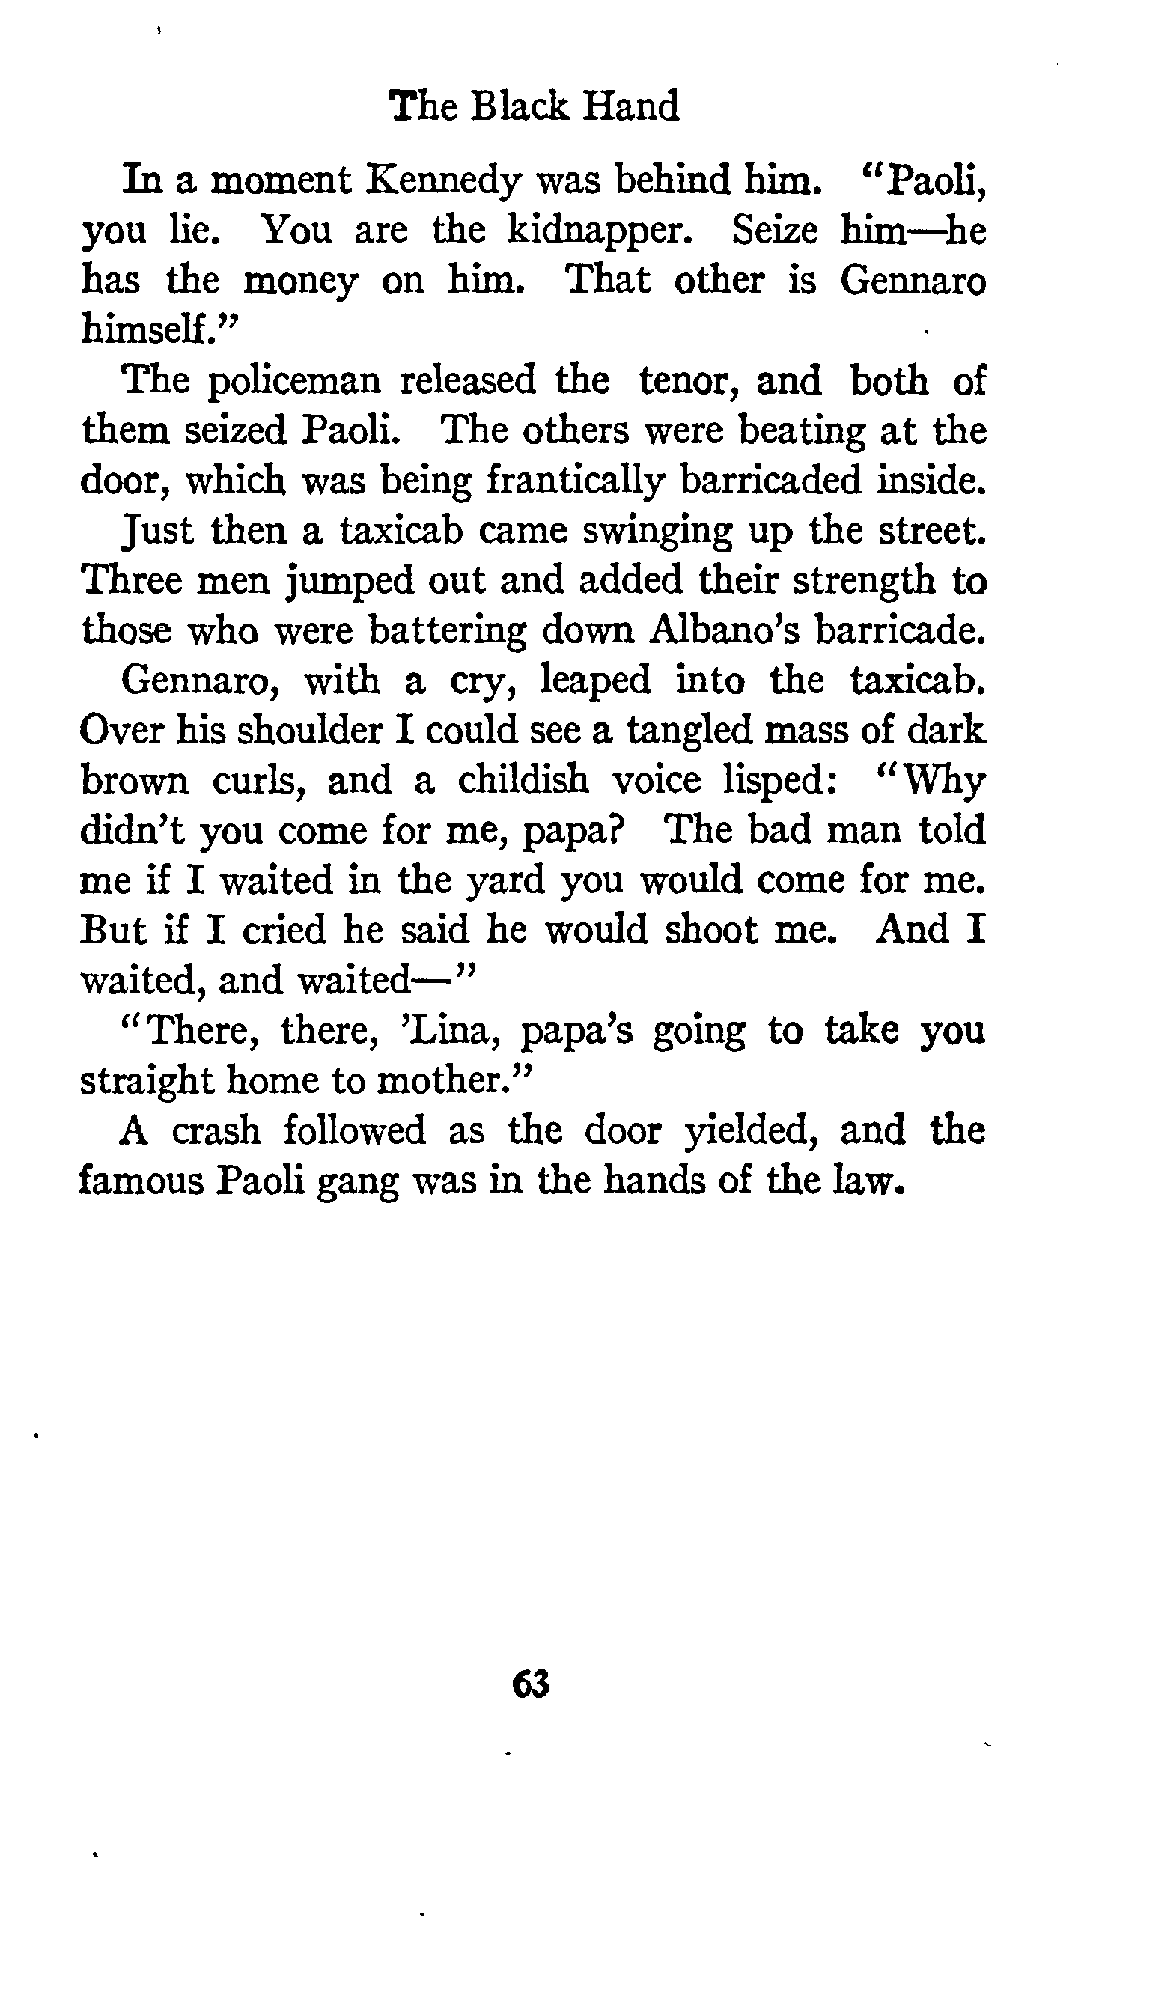 The Black Hand
In a moment Kennedy was behind him. "Paoli,
you lie. You are the kidnapper. Seize him—he
has the money on him. That other is Gennaro
himself."
The policeman released the tenor, and both of
them seized Paoli. The others were beating at the
door, which was being frantically barricaded inside.
Just then a taxicab came swinging up the street.
Three men jumped out and added their strength to
those who were battering down Albano's barricade.
Gennaro, with a cry, leaped into the taxicab.
Over his shoulder I could see a tangled mass of dark
brown curls, and a childish voice lisped: "Why
didn't you come for me, papa? The bad man told
me if I waited in the yard you would come for me.
But if I cried he said he would shoot me. And I
waited, and waited—"
"There, there, 'Lina, papa's going to take you
straight home to mother."
A crash followed as the door yielded, and the
famous Paoli gang was in the hands of the law.
63